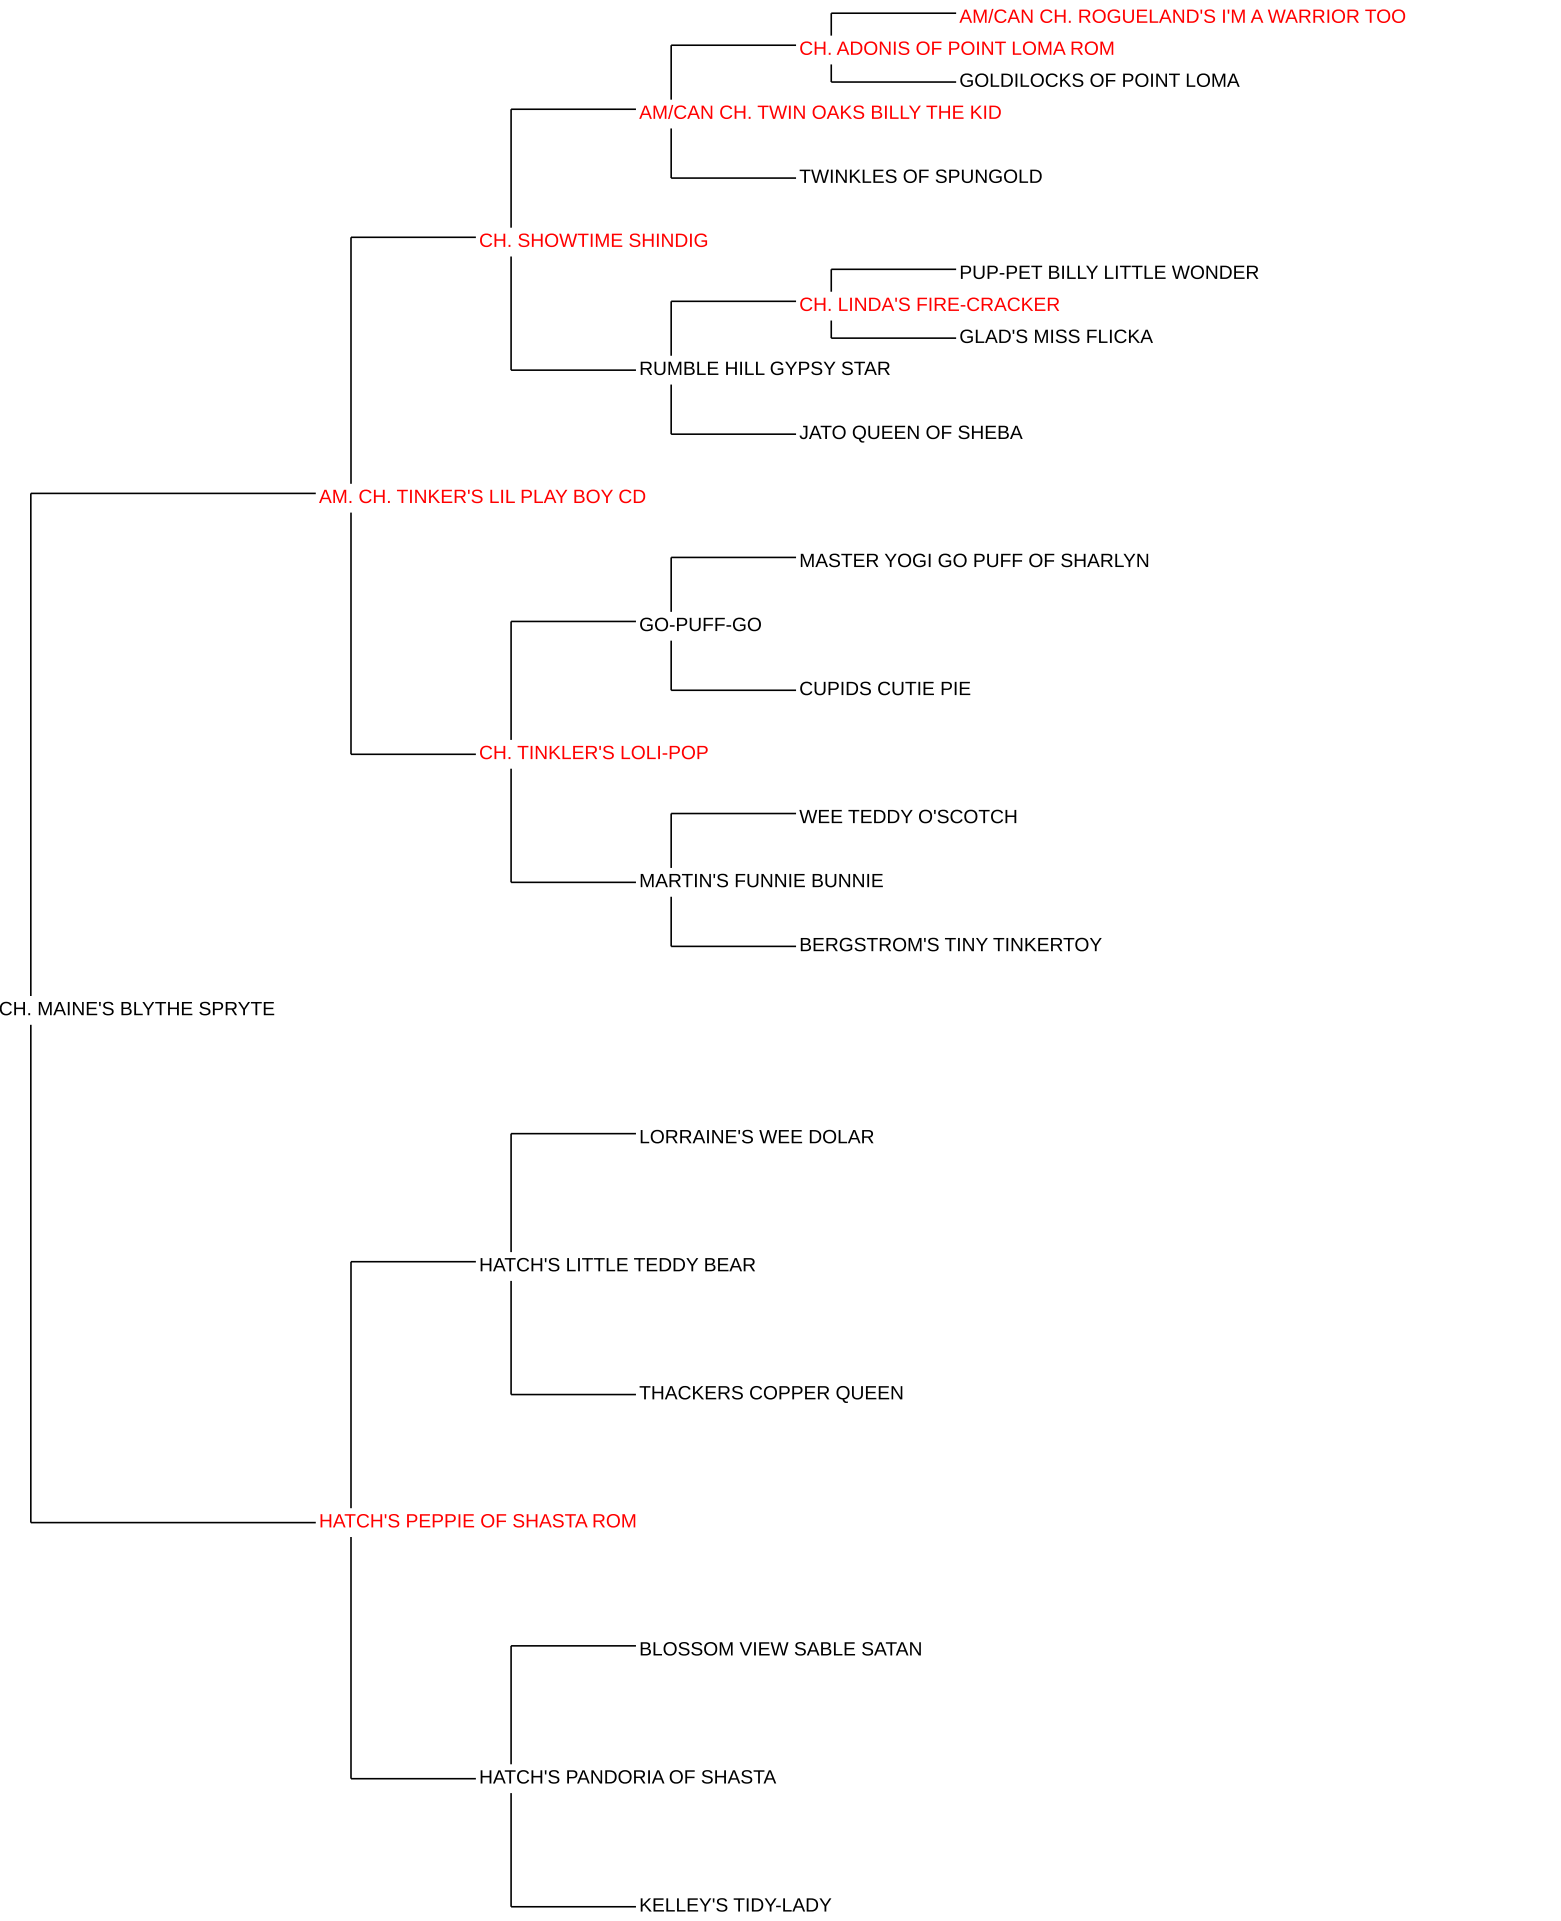 AM/CAN CH. ROGUELAND'S I'M A WARRIOR TOO
CH. ADONIS OF POINT LOMA ROM
GOLDILOCKS OF POINT LOMA
AM/CAN CH. TWIN OAKS BILLY THE KID
TWINKLES OF SPUNGOLD
CH. SHOWTIME SHINDIG
PUP-PET BILLY LITTLE WONDER
CH. LINDA'S FIRE-CRACKER
GLAD'S MISS FLICKA
RUMBLE HILL GYPSY STAR
JATO QUEEN OF SHEBA
AM. CH. TINKER'S LIL PLAY BOY CD
MASTER YOGI GO PUFF OF SHARLYN
GO-PUFF-GO
CUPIDS CUTIE PIE
CH. TINKLER'S LOLI-POP
WEE TEDDY O'SCOTCH
MARTIN'S FUNNIE BUNNIE
BERGSTROM'S TINY TINKERTOY
CH. MAINE'S BLYTHE SPRYTE
LORRAINE'S WEE DOLAR
HATCH'S LITTLE TEDDY BEAR
THACKERS COPPER QUEEN
HATCH'S PEPPIE OF SHASTA ROM
BLOSSOM VIEW SABLE SATAN
HATCH'S PANDORIA OF SHASTA
KELLEY'S TIDY-LADY